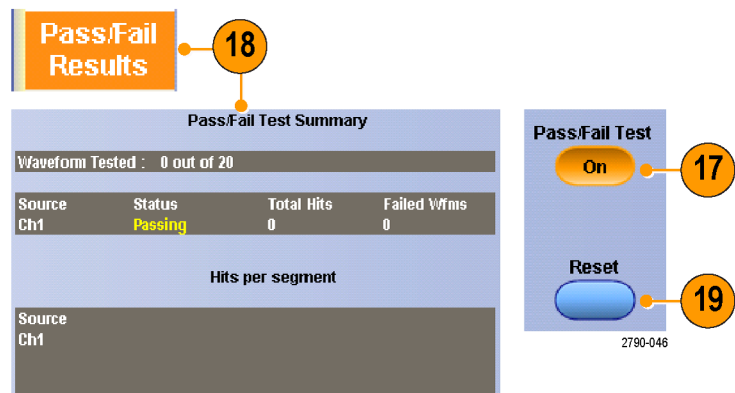 Pass/Fail
Results
18
Pass/Fail Test Summary
Waveform Tested : 0 out of 20
Source Status Total Hits Failed Wfms
Ch1 Passing 0 0
Hits per segment
Source
Ch1
Pass/Fail Test
On
17
Reset
19
2790-046